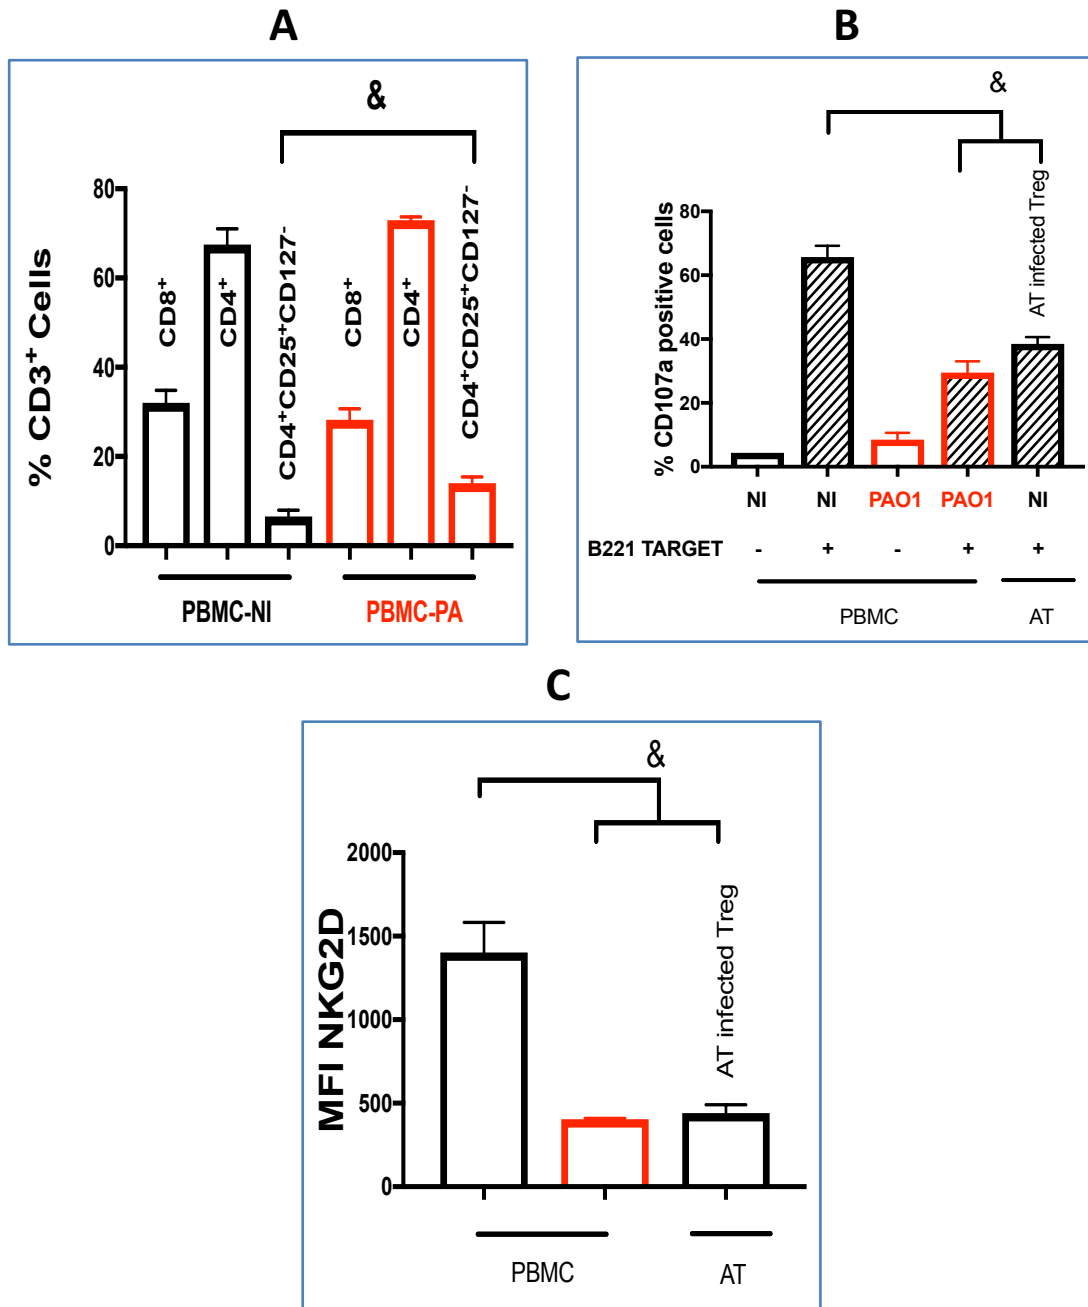 A
&
% CD3+ Cells
80
60
40
20
0
CD8+
CD4+
CD4+CD25+CD127-
CD8+
CD4+
CD4+CD25+CD127-
PBMC-NI
PBMC-PA
B
&
% CD107a positive cells
80
60
40
20
0
AT infected Treg
NI NI PAO1 PAO1 NI
B221 TARGET - + - + +
PBMC AT
C
&
MFI NKG2D
2000
1500
1000
500
0
AT infected Treg
PBMC AT